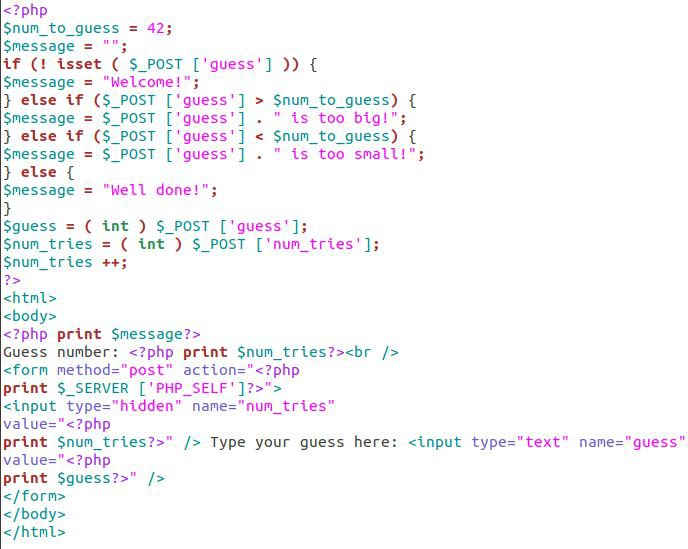 <?php
$num_to_guess = 42;
$message = "";
if (! isset ( $_POST ['guess'] )) {
$message = "Welcome!";
} else if ($_POST ['guess'] > $num_to_guess) {
$message = $_POST ['guess'] . " is too big!";
} else if ($_POST ['guess'] < $num_to_guess) {
$message = $_POST ['guess'] . " is too small!";
} else {
$message = "Well done!";
}
$guess = ( int ) $_POST ['guess'];
$num_tries = ( int ) $_POST ['num_tries'];
$num_tries ++;
?>
<html>
<body>
<?php print $message?>
Guess number: <?php print $num_tries?><br />
<form method="post" action="<?php
print $_SERVER ['PHP_SELF']?>">
<input type="hidden" name="num_tries"
value="<?php
print $num_tries?>" /> Type your guess here: <input type="text" name="guess"
value="<?php
print $guess?>" />
</form>
</body>
</html>